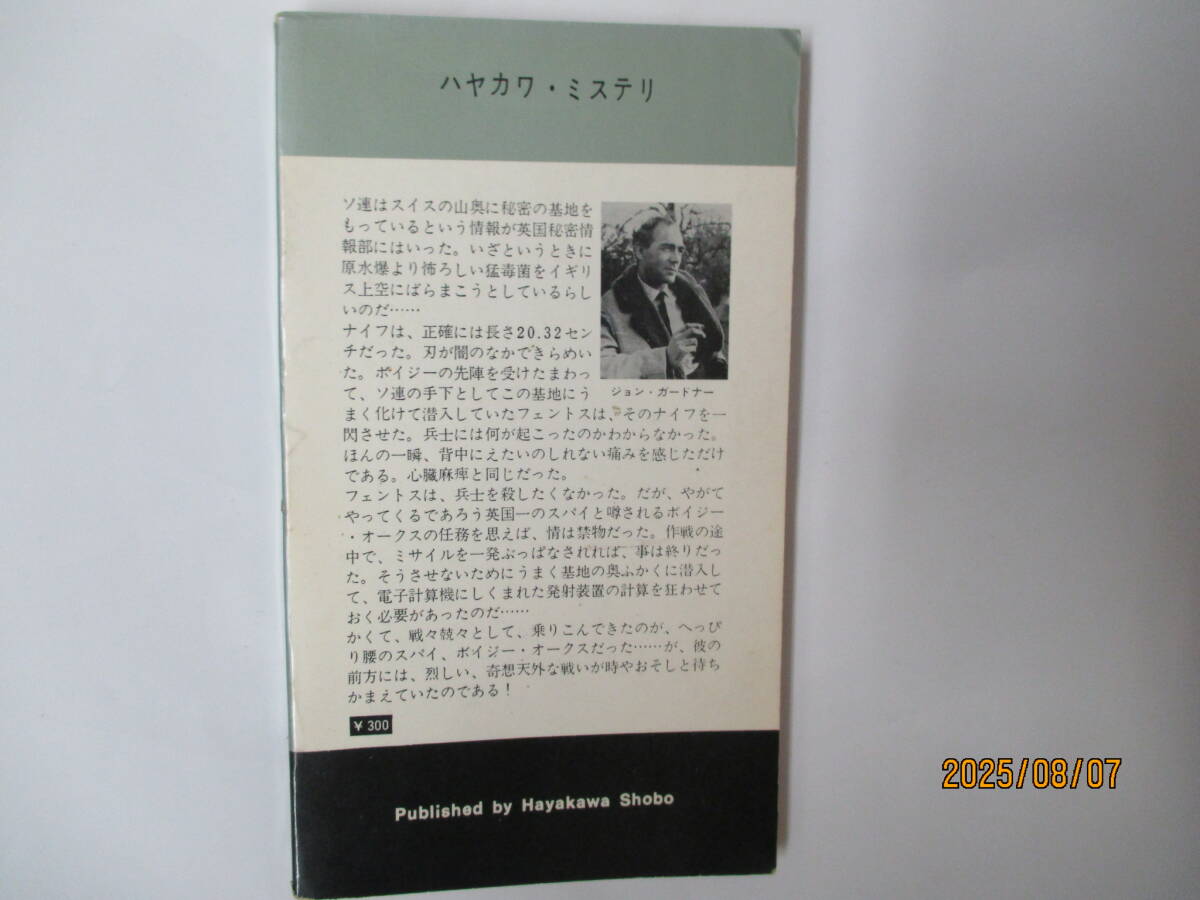 ハヤカワ・ミステリ
ソ連はスイスの山奥に秘密の基地を
もっているという情報が英国秘密情
報部にはいった。いざというときに
原水爆より怖ろしい猛毒菌をイギリ
ス上空にばらまこうとしているらし
いのだ……
ナイフは、正確には長さ20.32セン
チだった。刃が闇のなかできらめい
た。ボイジーの先陣を受けたまわっ
て、ソ連の手下としてこの基地にう
まく化けて潜入していたフェントスは、そのナイフを一
閃させた。兵士には何が起こったのかわからなかった。
ほんの一瞬、背中にえたいのしれない痛みを感じただけ
である。心臓麻痺と同じだった。
フェントスは、兵士を殺したくなかった。だが、やがて
やってくるであろう英国一のスパイと噂されるボイジー
・オークスの任務を思えば、情は禁物だった。作戦の途
中で、ミサイルを一発ぶっぱなされれば、事は終りだっ
た。そうさせないためにうまく基地の奥ふかくに潜入し
て、電子計算機にしくまれた発射装置の計算を狂わせて
おく必要があったのだ……
かくて、戦々兢々として、乗りこんできたのが、へっぴ
り腰のスパイ、ボイジー・オークスだった……が、彼の
前方には、烈しい、奇想天外な戦いが時やおそしと待ち
かまえていたのである！
ジョン・ガードナー
¥ 300
Published by Hayakawa Shobo
2025/08/07